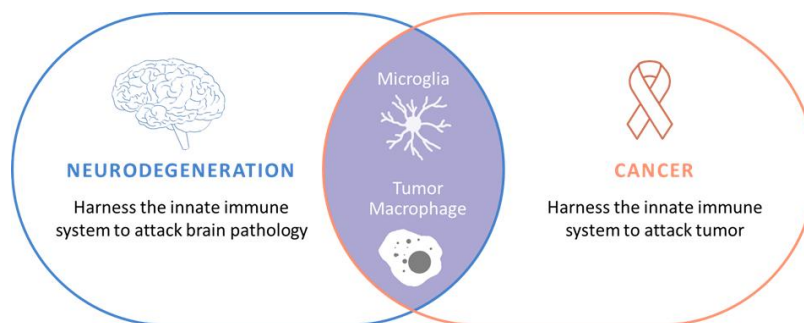 NEURODEGENERATION
Harness the innate immune
system to attack brain pathology
Microglia
Tumor
Macrophage
CANCER
Harness the innate immune
system to attack tumor